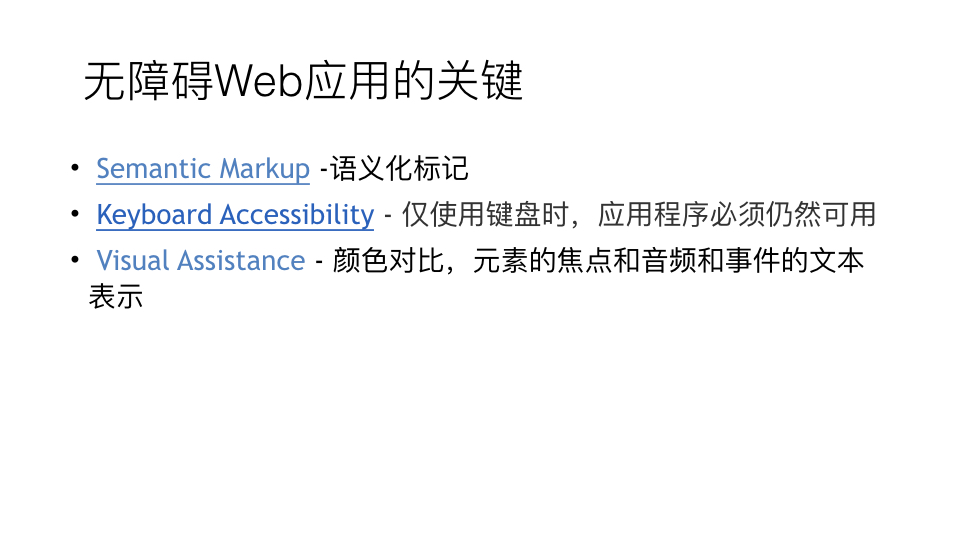 无障碍Web应用的关键
• Semantic Markup -语义化标记
• Keyboard Accessibility - 仅使用键盘时，应用程序必须仍然可用
• Visual Assistance - 颜色对比，元素的焦点和音频和事件的文本
表示